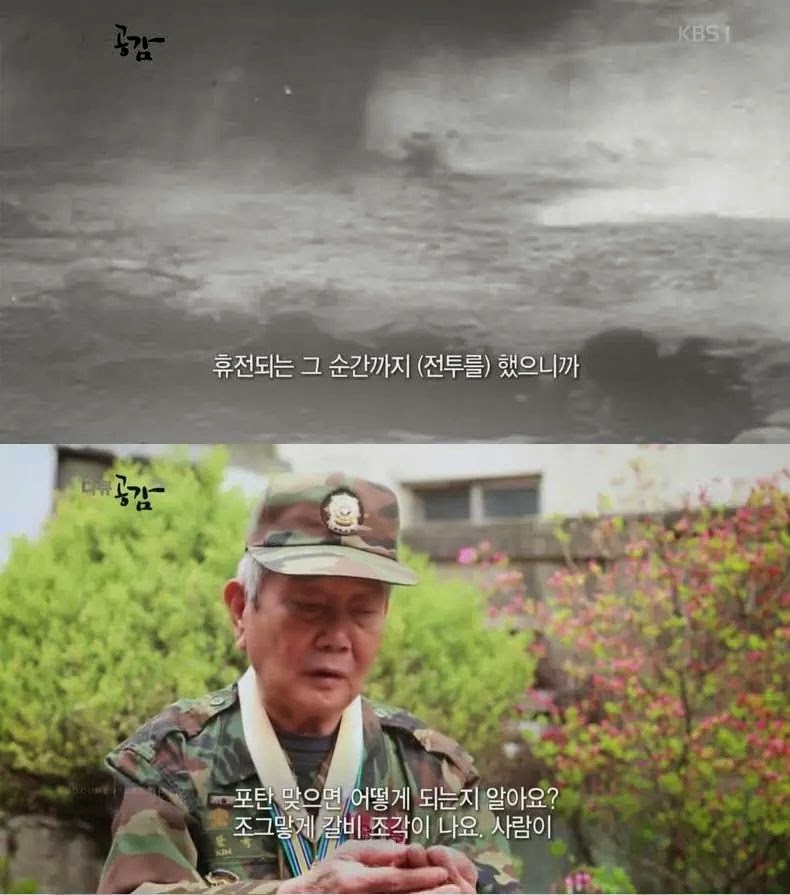 공감
KBS1
휴전되는 그 순간까지 (전투를) 했으니까
다큐 공감
포탄 맞으면 어떻게 되는지 알아요?
조그맣게 갈비 조각이 나요. 사람이
KIM